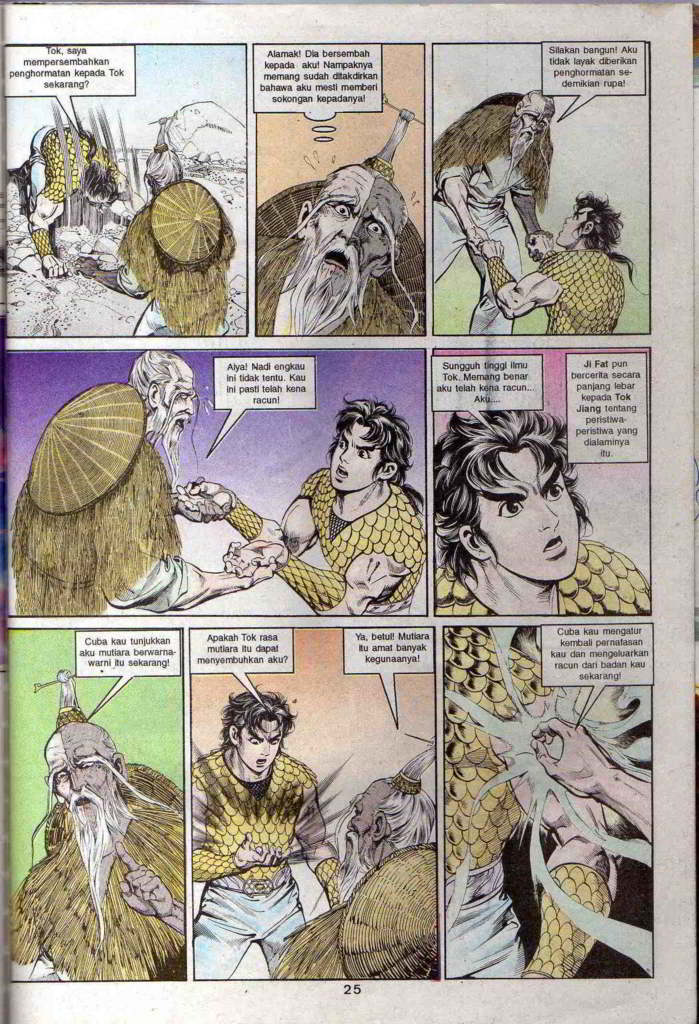 Tok, saya
mempersembahkan
penghormatan kepada Tok
sekarang?
Alamak! Dia bersembah
kepada aku! Nampaknya
memang sudah ditakdirkan
bahawa aku mesti memberi
sokongan kepadanya!
Silakan bangun! Aku
tidak layak diberikan
penghormatan se-
demikian rupa!
Aiya! Nadi engkau
ini tidak tentu. Kau
ini pasti telah kena
racun!
Sungguh tinggi ilmu
Tok. Memang benar
aku telah kena racun...
Aku....
Ji Fat pun
bercerita secara
panjang lebar
kepada Tok
Jiang tentang
peristiwa-
peristiwa yang
dialaminya
itu.
Cuba kau tunjukkan
aku mutiara berwarna-
warni itu sekarang!
Apakah Tok rasa
mutiara itu dapat
menyembuhkan aku?
Ya, betul! Mutiara
itu amat banyak
kegunaanya!
Cuba kau mengatur
kembali pernafasan
kau dan mengeluarkan
racun dari badan kau
sekarang!
25